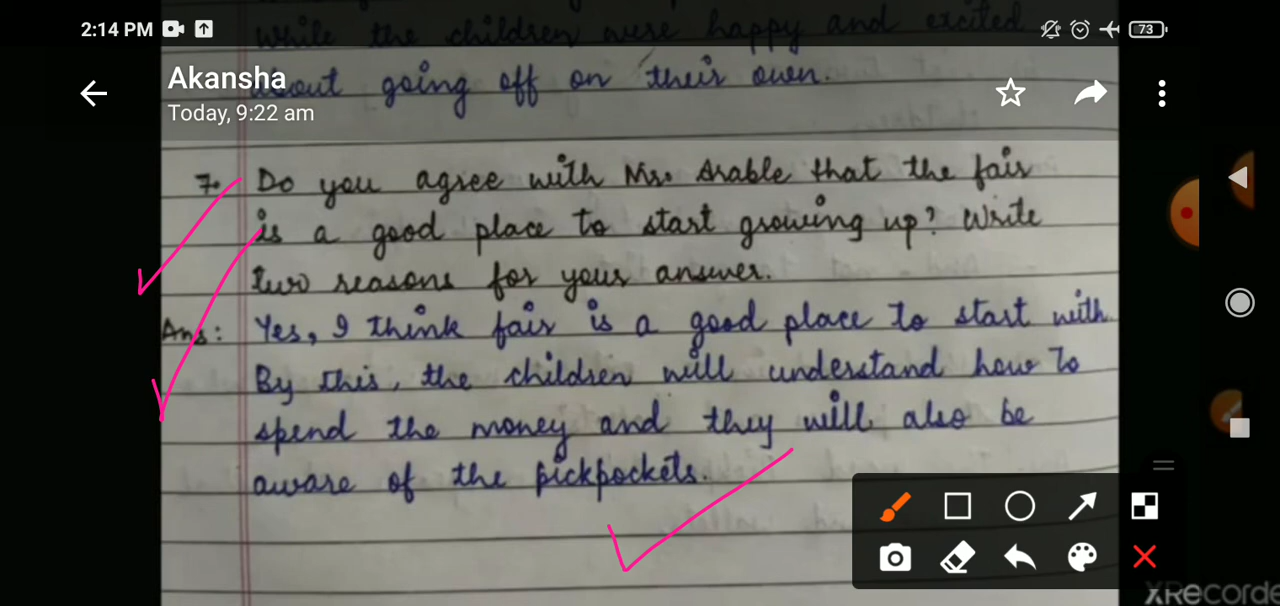 2:14 PM
73
while the children were happy and excited
about going off on their own.
Akansha
Today, 9:22 am
7. Do you agree with Mrs. Arable that the fair
is a good place to start growing up? Write
two reasons for your answer.
Ans: Yes, I think fair is a good place to start with.
By this, the children will understand how to
spend the money and they will also be
aware of the pickpockets.
XRecorde